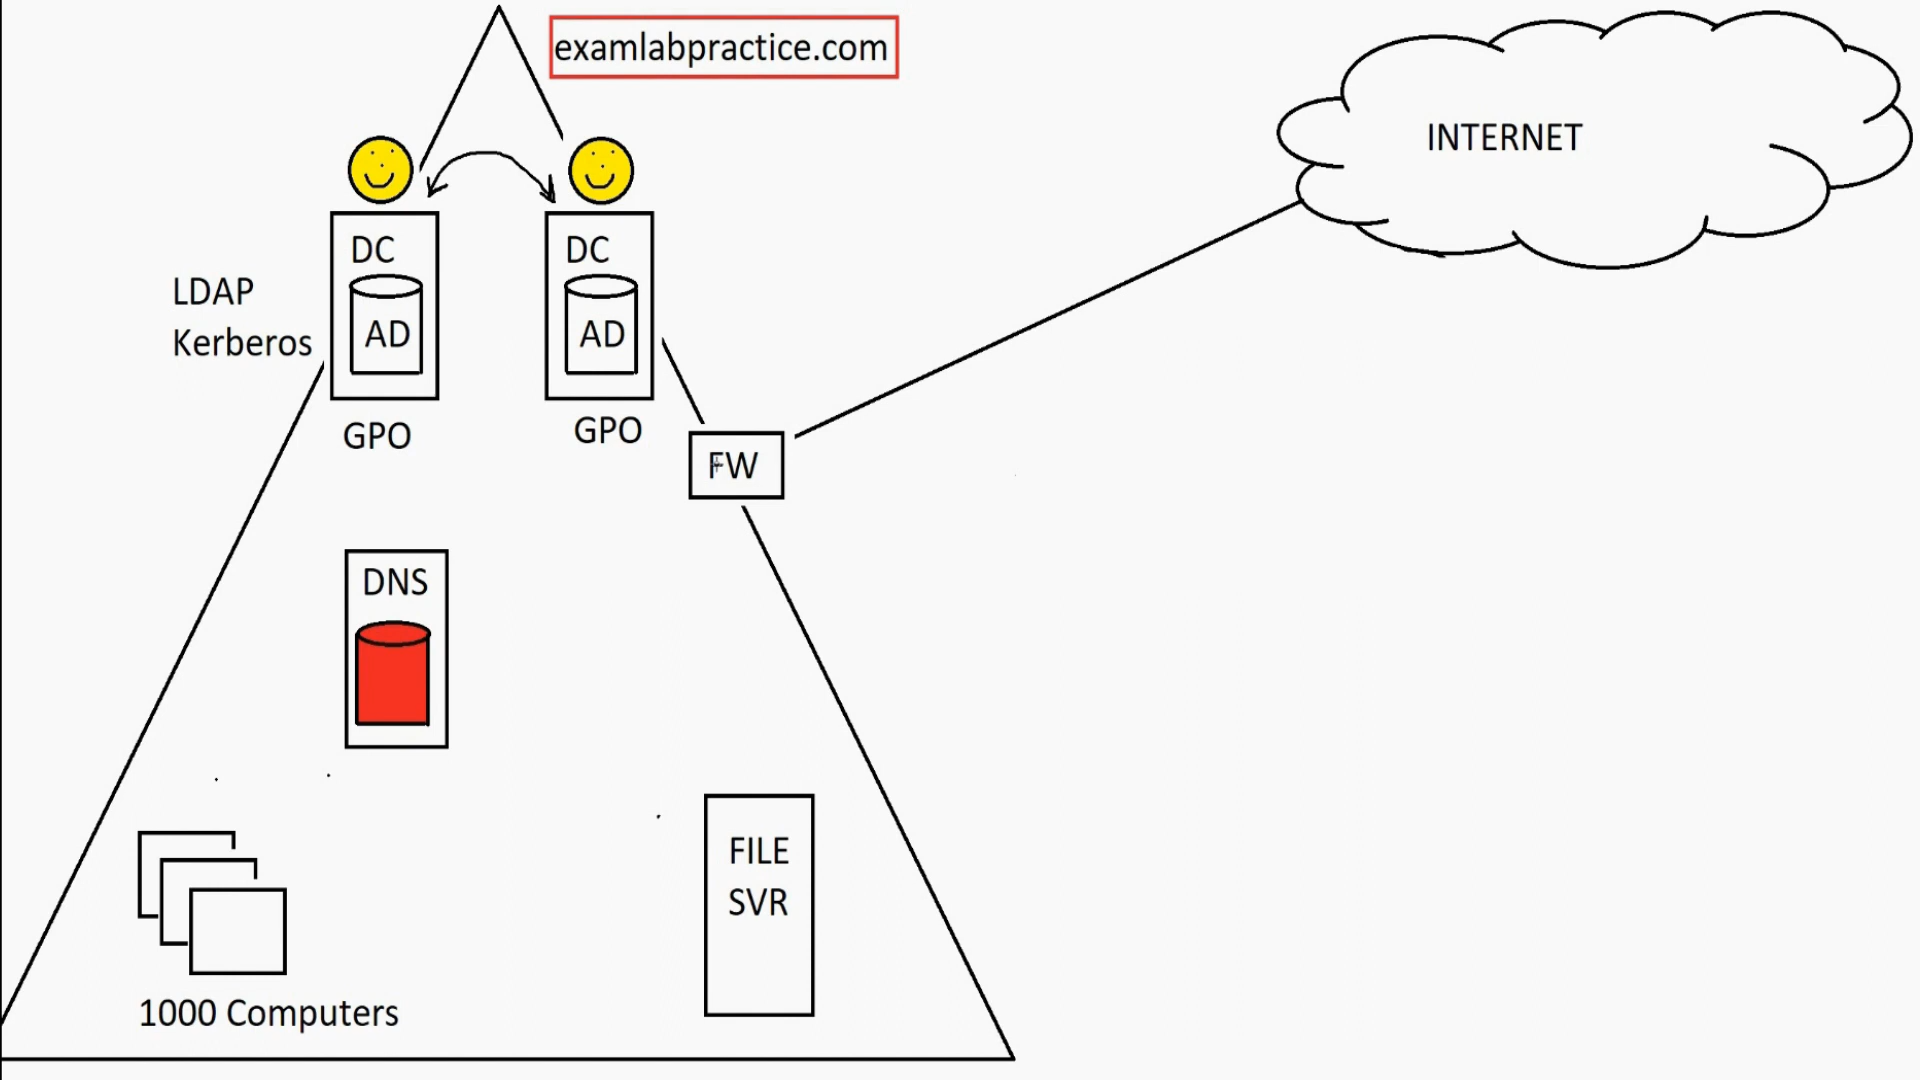 examlabpractice.com
INTERNET
DC
DC
LDAP
Kerberos
AD
AD
GPO
GPO
FW
DNS
FILE
SVR
1000 Computers